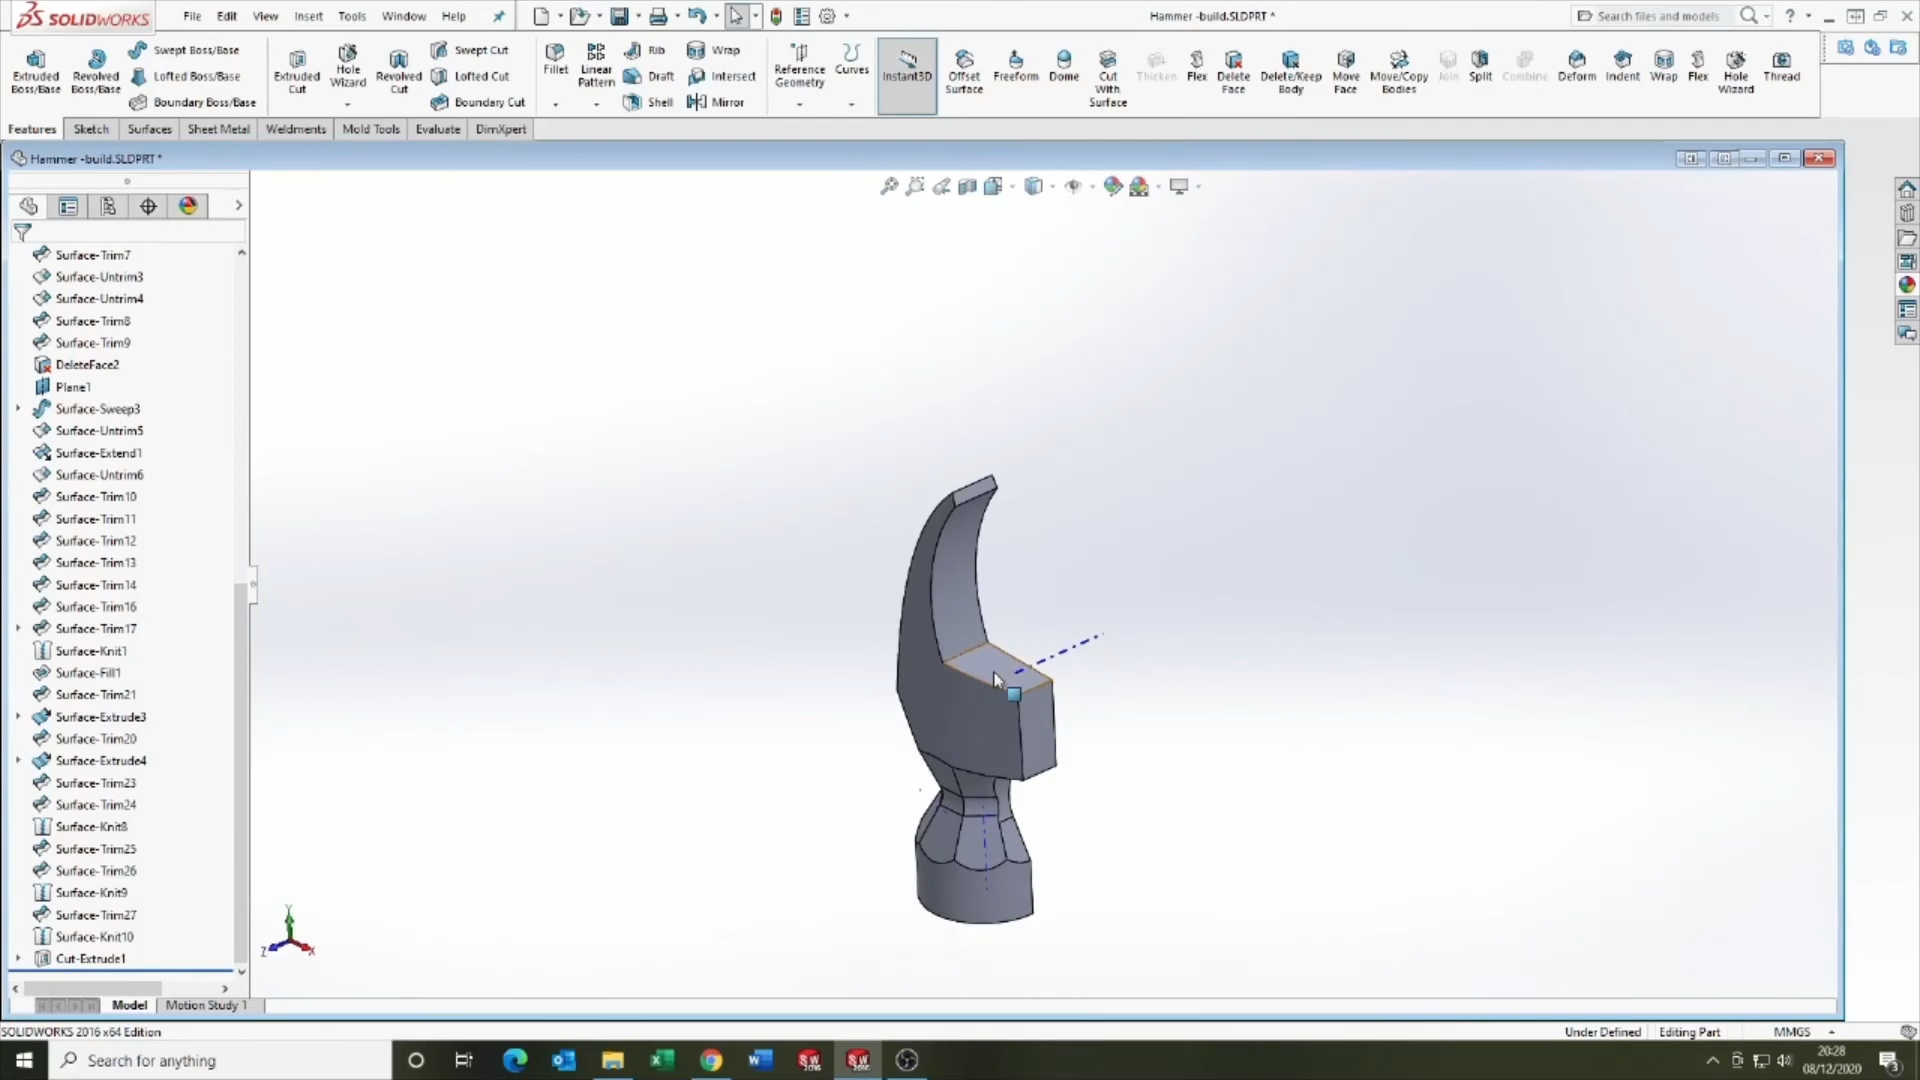 SOLIDWORKS File Edit View Insert Tools Window Help Hammer -build.SLDPRT * Search files and models
Extruded Boss/Base
Revolved Boss/Base
Swept Boss/Base
Lofted Boss/Base
Boundary Boss/Base
Extruded Cut
Hole Wizard
Revolved Cut
Swept Cut
Lofted Cut
Boundary Cut
Fillet
Linear Pattern
Rib
Draft
Shell
Wrap
Intersect
Mirror
Reference Geometry
Curves
Instant3D
Offset Surface
Freeform
Dome
Cut With Surface
Thicken
Flex
Delete Face
Delete/Keep Body
Move Face
Move/Copy Bodies
Join
Split
Combine
Deform
Indent
Wrap
Flex
Hole Wizard
Thread
Features Sketch Surfaces Sheet Metal Weldments Mold Tools Evaluate DimXpert
Hammer -build.SLDPRT *
Surface-Trim7
Surface-Untrim3
Surface-Untrim4
Surface-Trim8
Surface-Trim9
DeleteFace2
Plane1
Surface-Sweep3
Surface-Untrim5
Surface-Extend1
Surface-Untrim6
Surface-Trim10
Surface-Trim11
Surface-Trim12
Surface-Trim13
Surface-Trim14
Surface-Trim16
Surface-Trim17
Surface-Knit1
Surface-Fill1
Surface-Trim21
Surface-Extrude3
Surface-Trim20
Surface-Extrude4
Surface-Trim23
Surface-Trim24
Surface-Knit8
Surface-Trim25
Surface-Trim26
Surface-Knit9
Surface-Trim27
Surface-Knit10
Cut-Extrude1
Y
Z X
Model Motion Study 1
SOLIDWORKS 2016 x64 Edition Under Defined Editing Part MMGS
Search for anything
20:28
08/12/2020